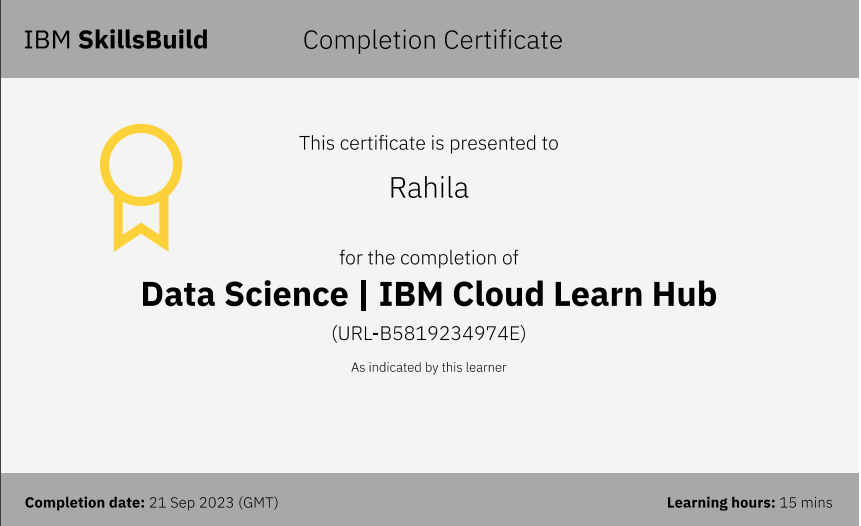 IBM SkillsBuild
Completion Certificate
This certificate is presented to
Rahila
for the completion of
Data Science | IBM Cloud Learn Hub
(URL-B5819234974E)
As indicated by this learner
Completion date: 21 Sep 2023 (GMT)
Learning hours: 15 mins